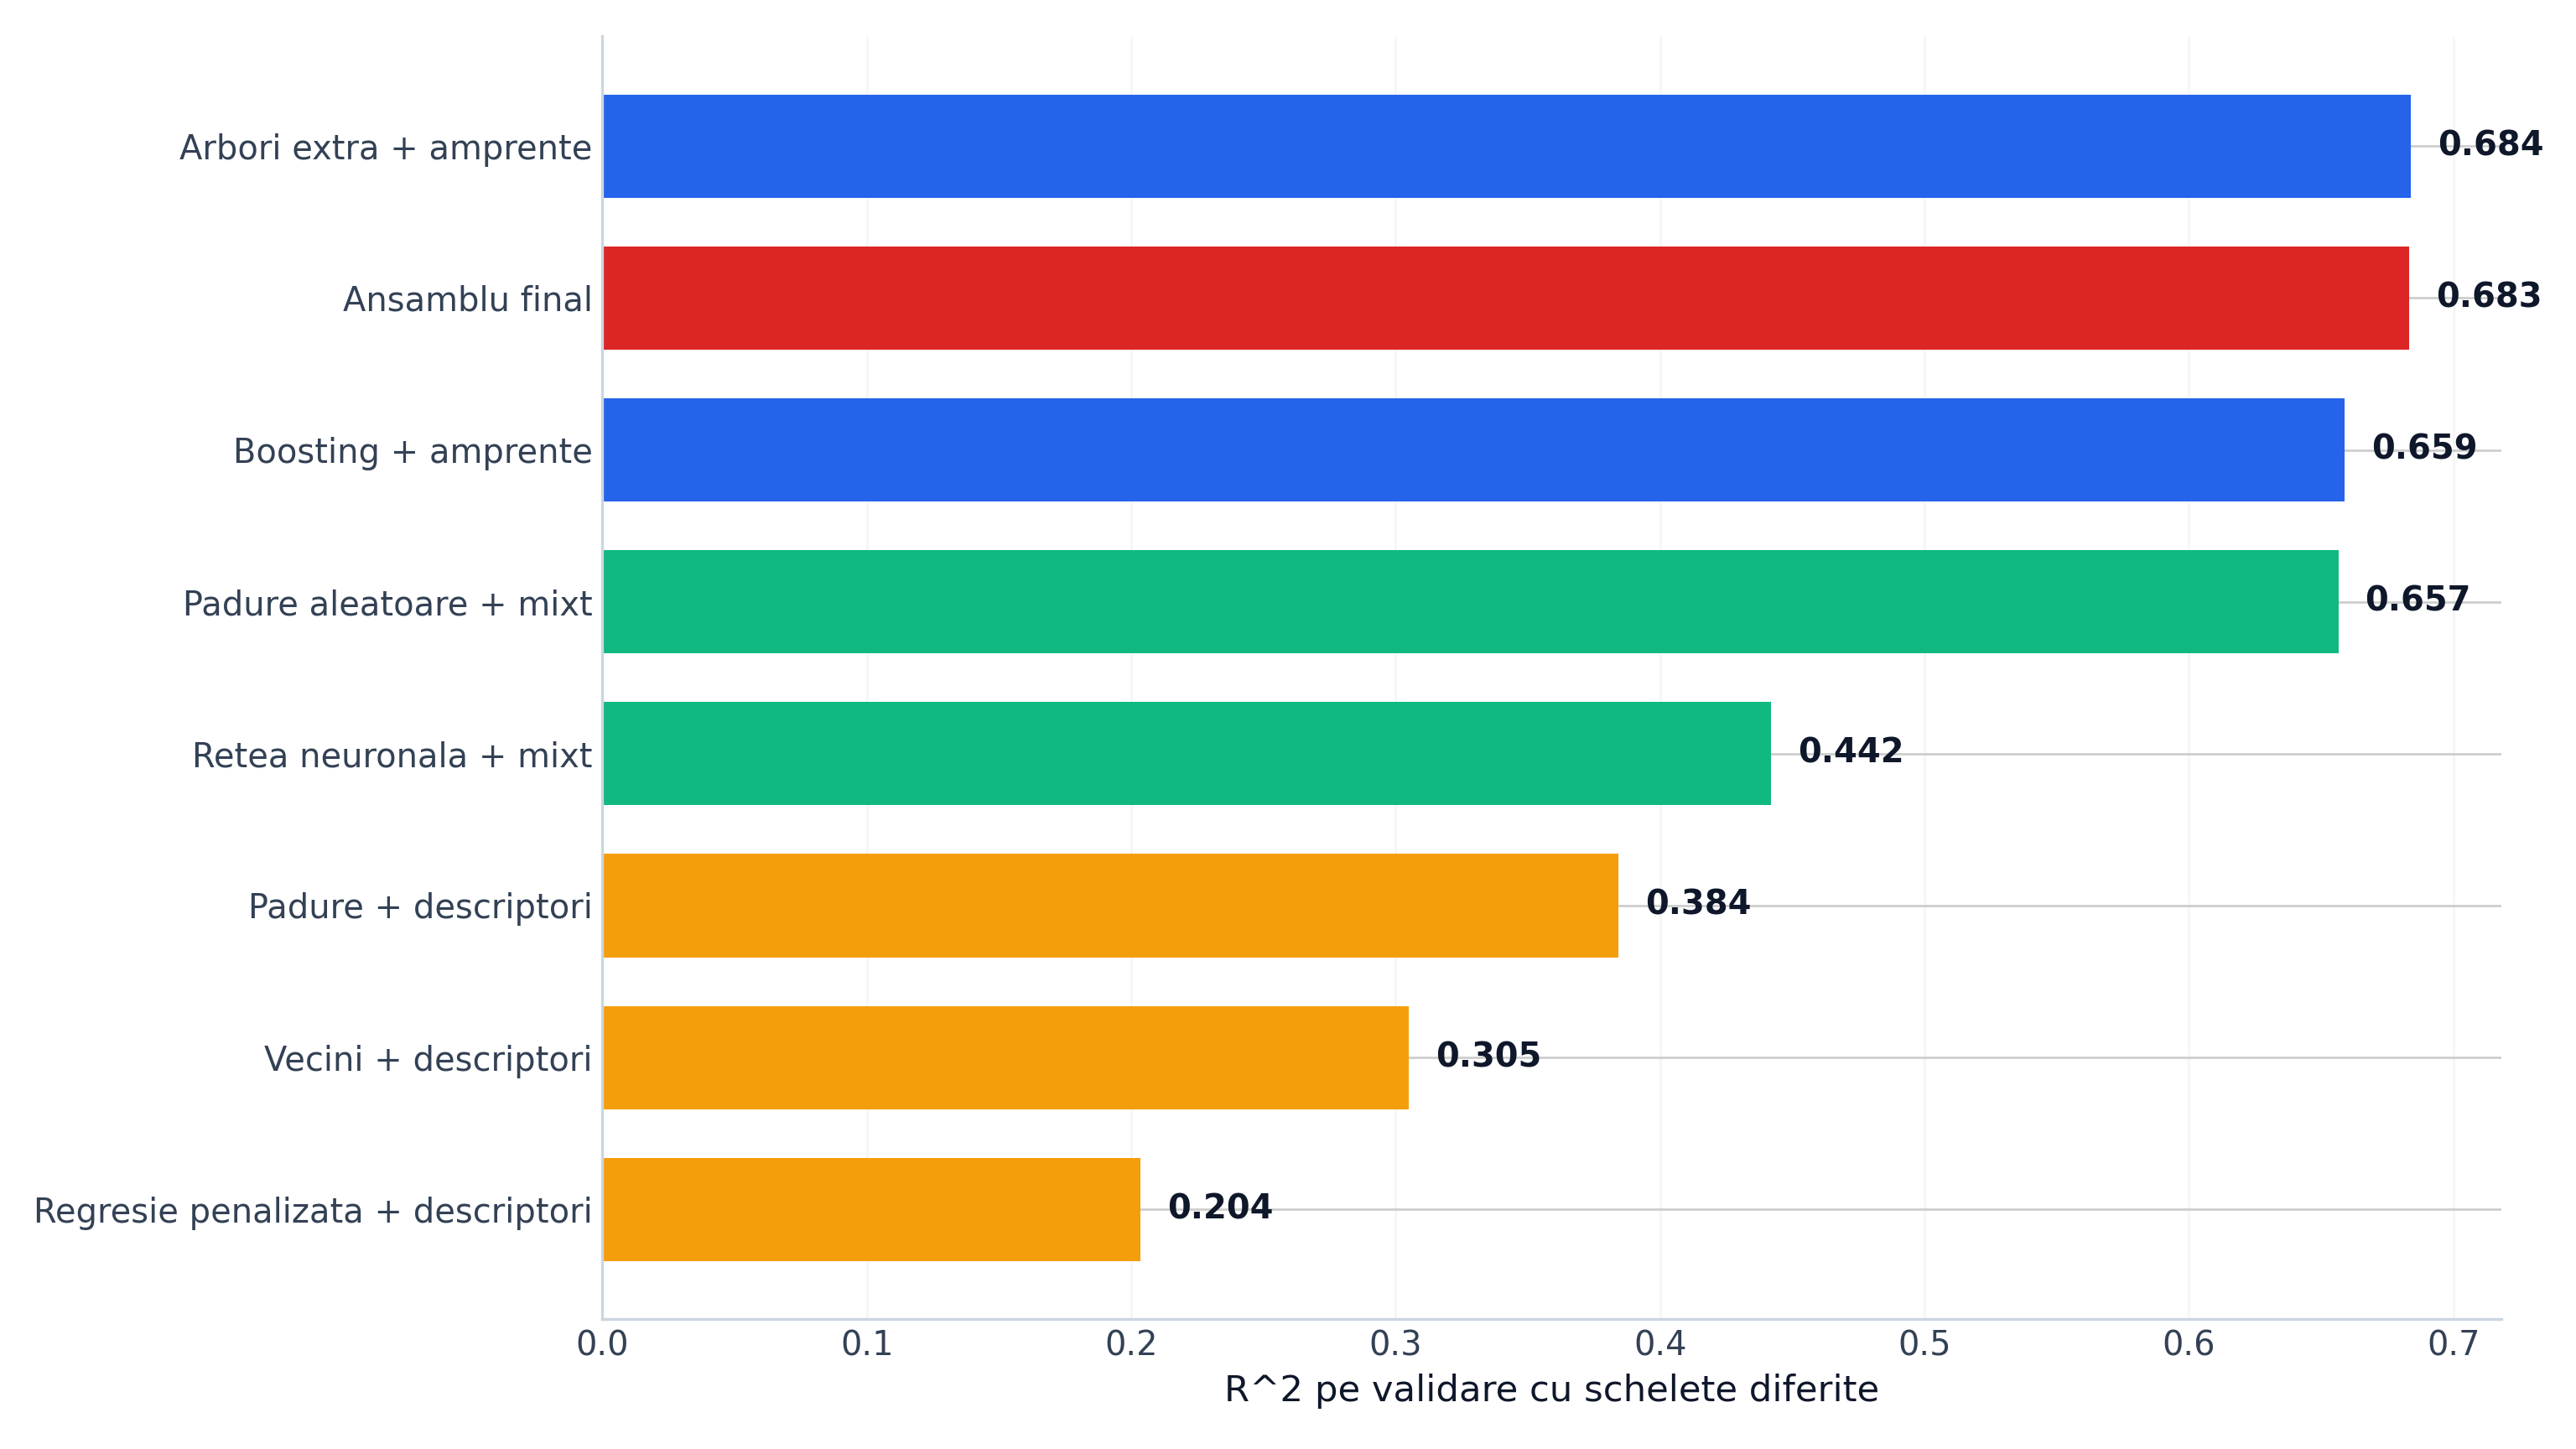 Arbori extra + amprente 0.684
Ansamblu final 0.683
Boosting + amprente 0.659
Padure aleatoare + mixt 0.657
Retea neuronala + mixt 0.442
Padure + descriptori 0.384
Vecini + descriptori 0.305
Regresie penalizata + descriptori 0.204
0.0 0.1 0.2 0.3 0.4 0.5 0.6 0.7
R^2 pe validare cu schelete diferite